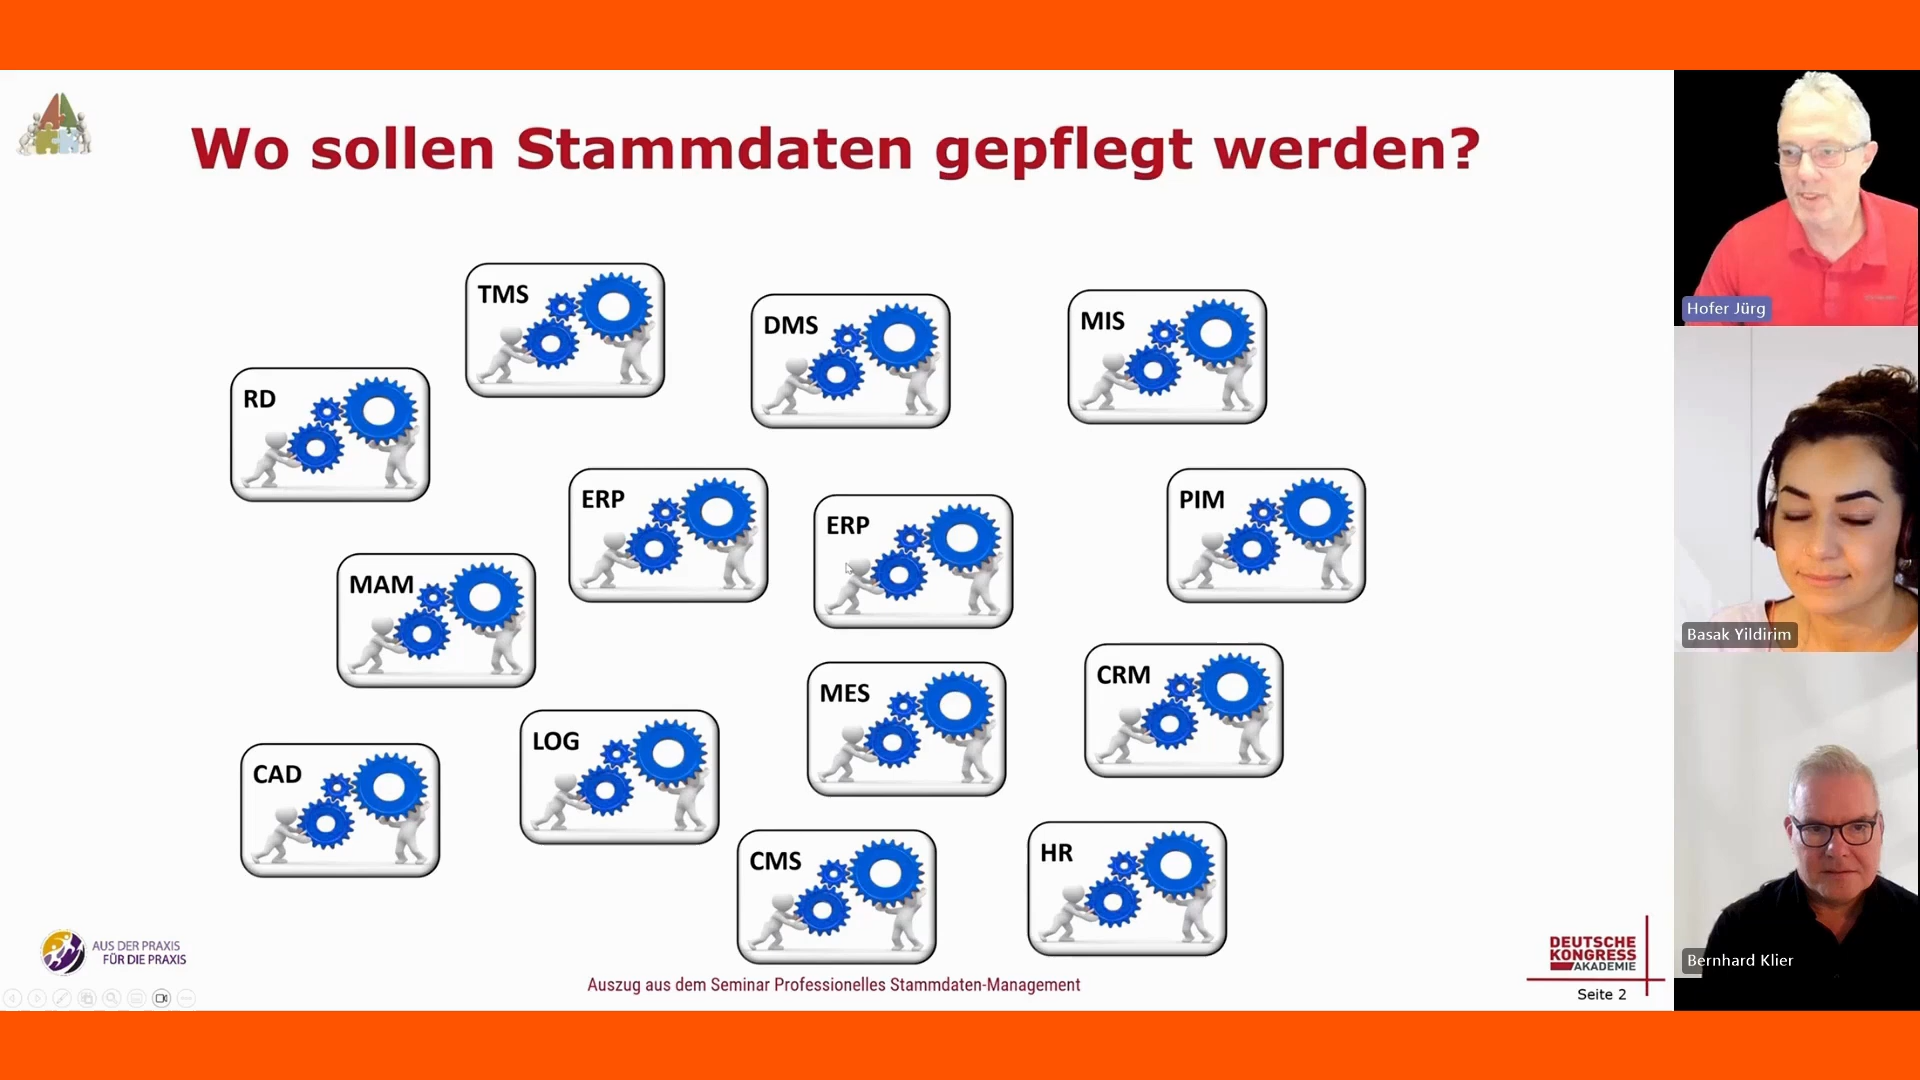 Wo sollen Stammdaten gepflegt werden?
TMS
DMS
MIS
RD
ERP
ERP
PIM
MAM
MES
CRM
LOG
CAD
CMS
HR
AUS DER PRAXIS
FÜR DIE PRAXIS
Auszug aus dem Seminar Professionelles Stammdaten-Management
DEUTSCHE
KONGRESS
AKADEMIE
Seite 2
Hofer Jürg
Basak Yildirim
Bernhard Klier